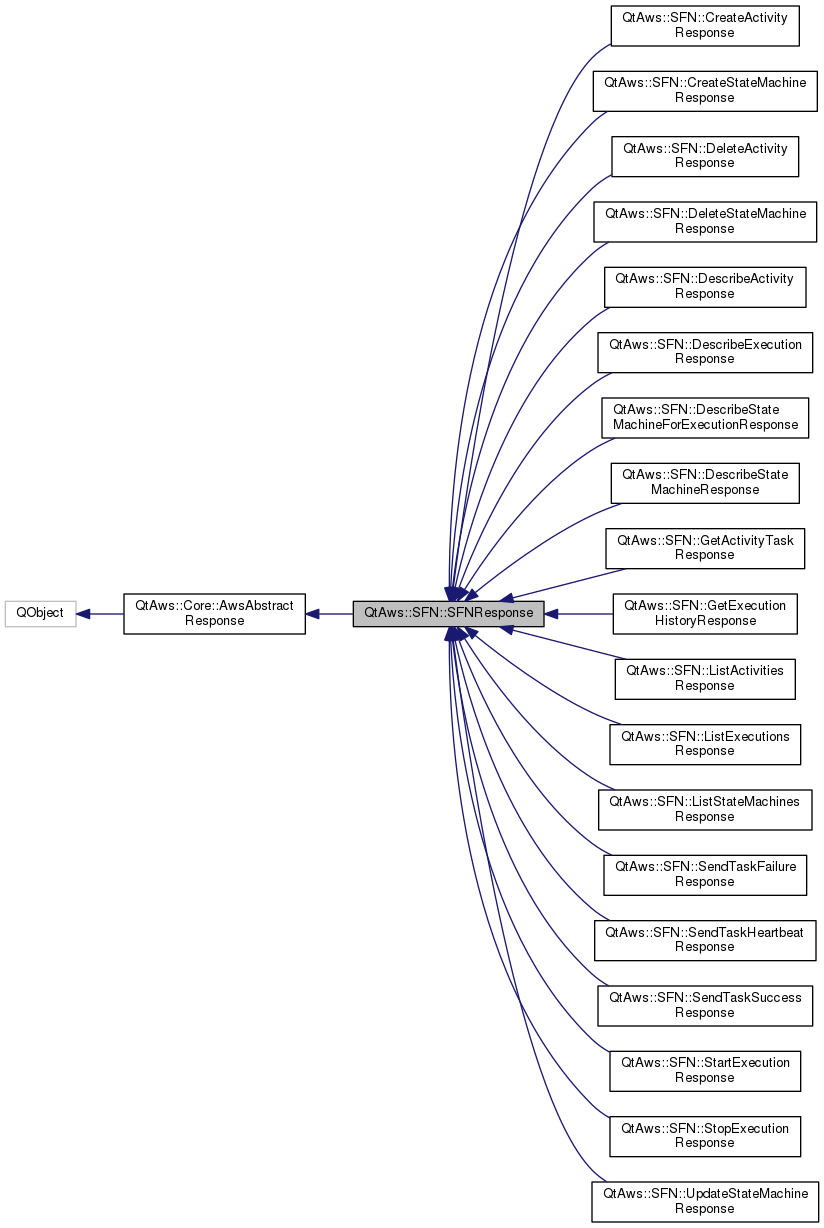 QtAws::SFN::CreateActivity
Response
QtAws::SFN::CreateStateMachine
Response
QtAws::SFN::DeleteActivity
Response
QtAws::SFN::DeleteStateMachine
Response
QtAws::SFN::DescribeActivity
Response
QtAws::SFN::DescribeExecution
Response
QtAws::SFN::DescribeState
MachineForExecutionResponse
QtAws::SFN::DescribeState
MachineResponse
QtAws::SFN::GetActivityTask
Response
QObject
QtAws::Core::AwsAbstract
Response
QtAws::SFN::SFNResponse
QtAws::SFN::GetExecution
HistoryResponse
QtAws::SFN::ListActivities
Response
QtAws::SFN::ListExecutions
Response
QtAws::SFN::ListStateMachines
Response
QtAws::SFN::SendTaskFailure
Response
QtAws::SFN::SendTaskHeartbeat
Response
QtAws::SFN::SendTaskSuccess
Response
QtAws::SFN::StartExecution
Response
QtAws::SFN::StopExecution
Response
QtAws::SFN::UpdateStateMachine
Response